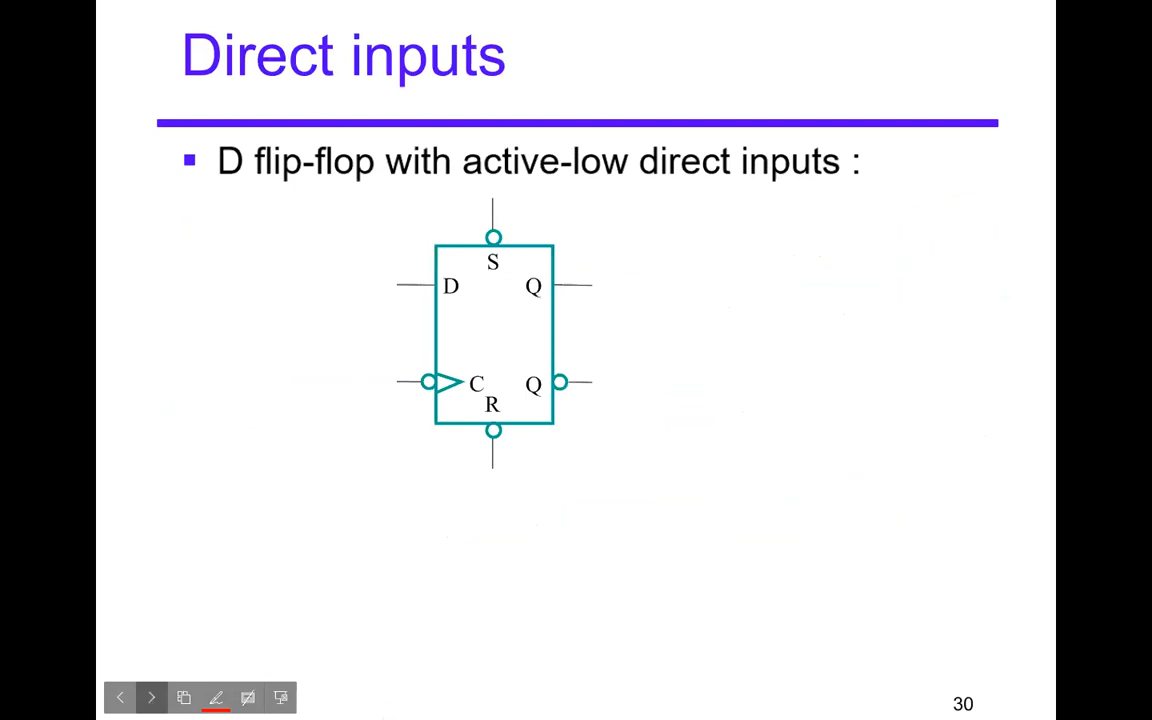 Direct inputs
▪ D flip-flop with active-low direct inputs :
S
D Q
C Q
R
30